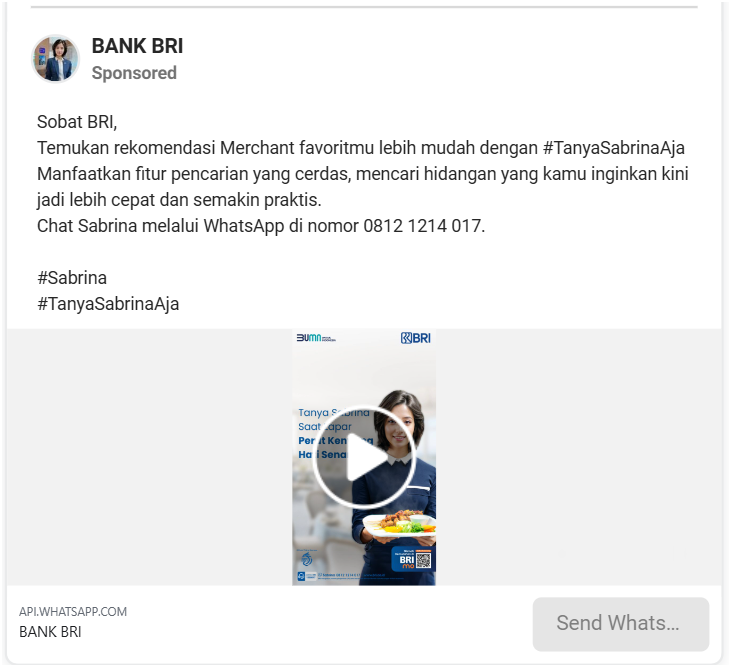 BANK BRI
Sponsored
Sobat BRI,
Temukan rekomendasi Merchant favoritmu lebih mudah dengan #TanyaSabrinaAja
Manfaatkan fitur pencarian yang cerdas, mencari hidangan yang kamu inginkan kini
jadi lebih cepat dan semakin praktis.
Chat Sabrina melalui WhatsApp di nomor 0812 1214 017.
#Sabrina
#TanyaSabrinaAja
BUMN
BRI
Tanya Sabrina
Saat Lapar
Perut
Hati
BRI
mo
API.WHATSAPP.COM
BANK BRI
Send Whats...